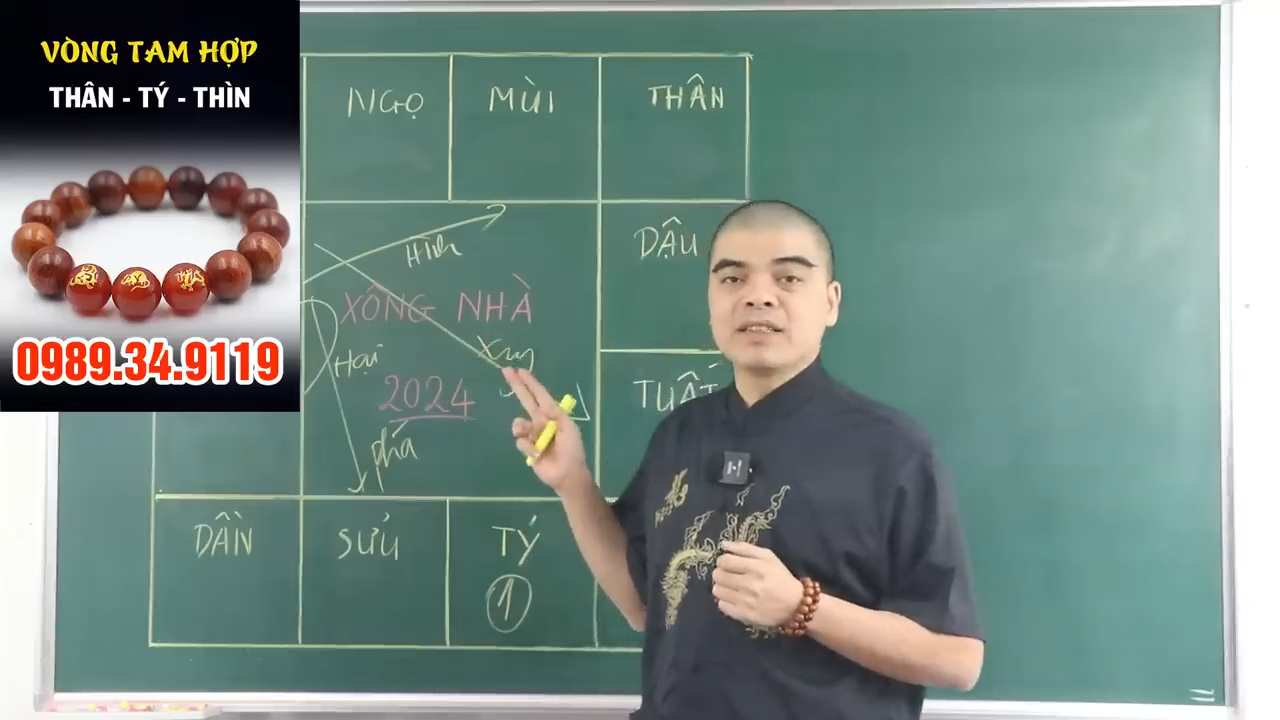 VÒNG TAM HỢP
THÂN - TÝ - THÌN
0989.34.9119
NGỌ
MÙI
THÂN
Hình
DẬU
XÔNG NHÀ
Hại
Xung
2024
TUẤT
phá
DẦN
SỬU
TÝ
1